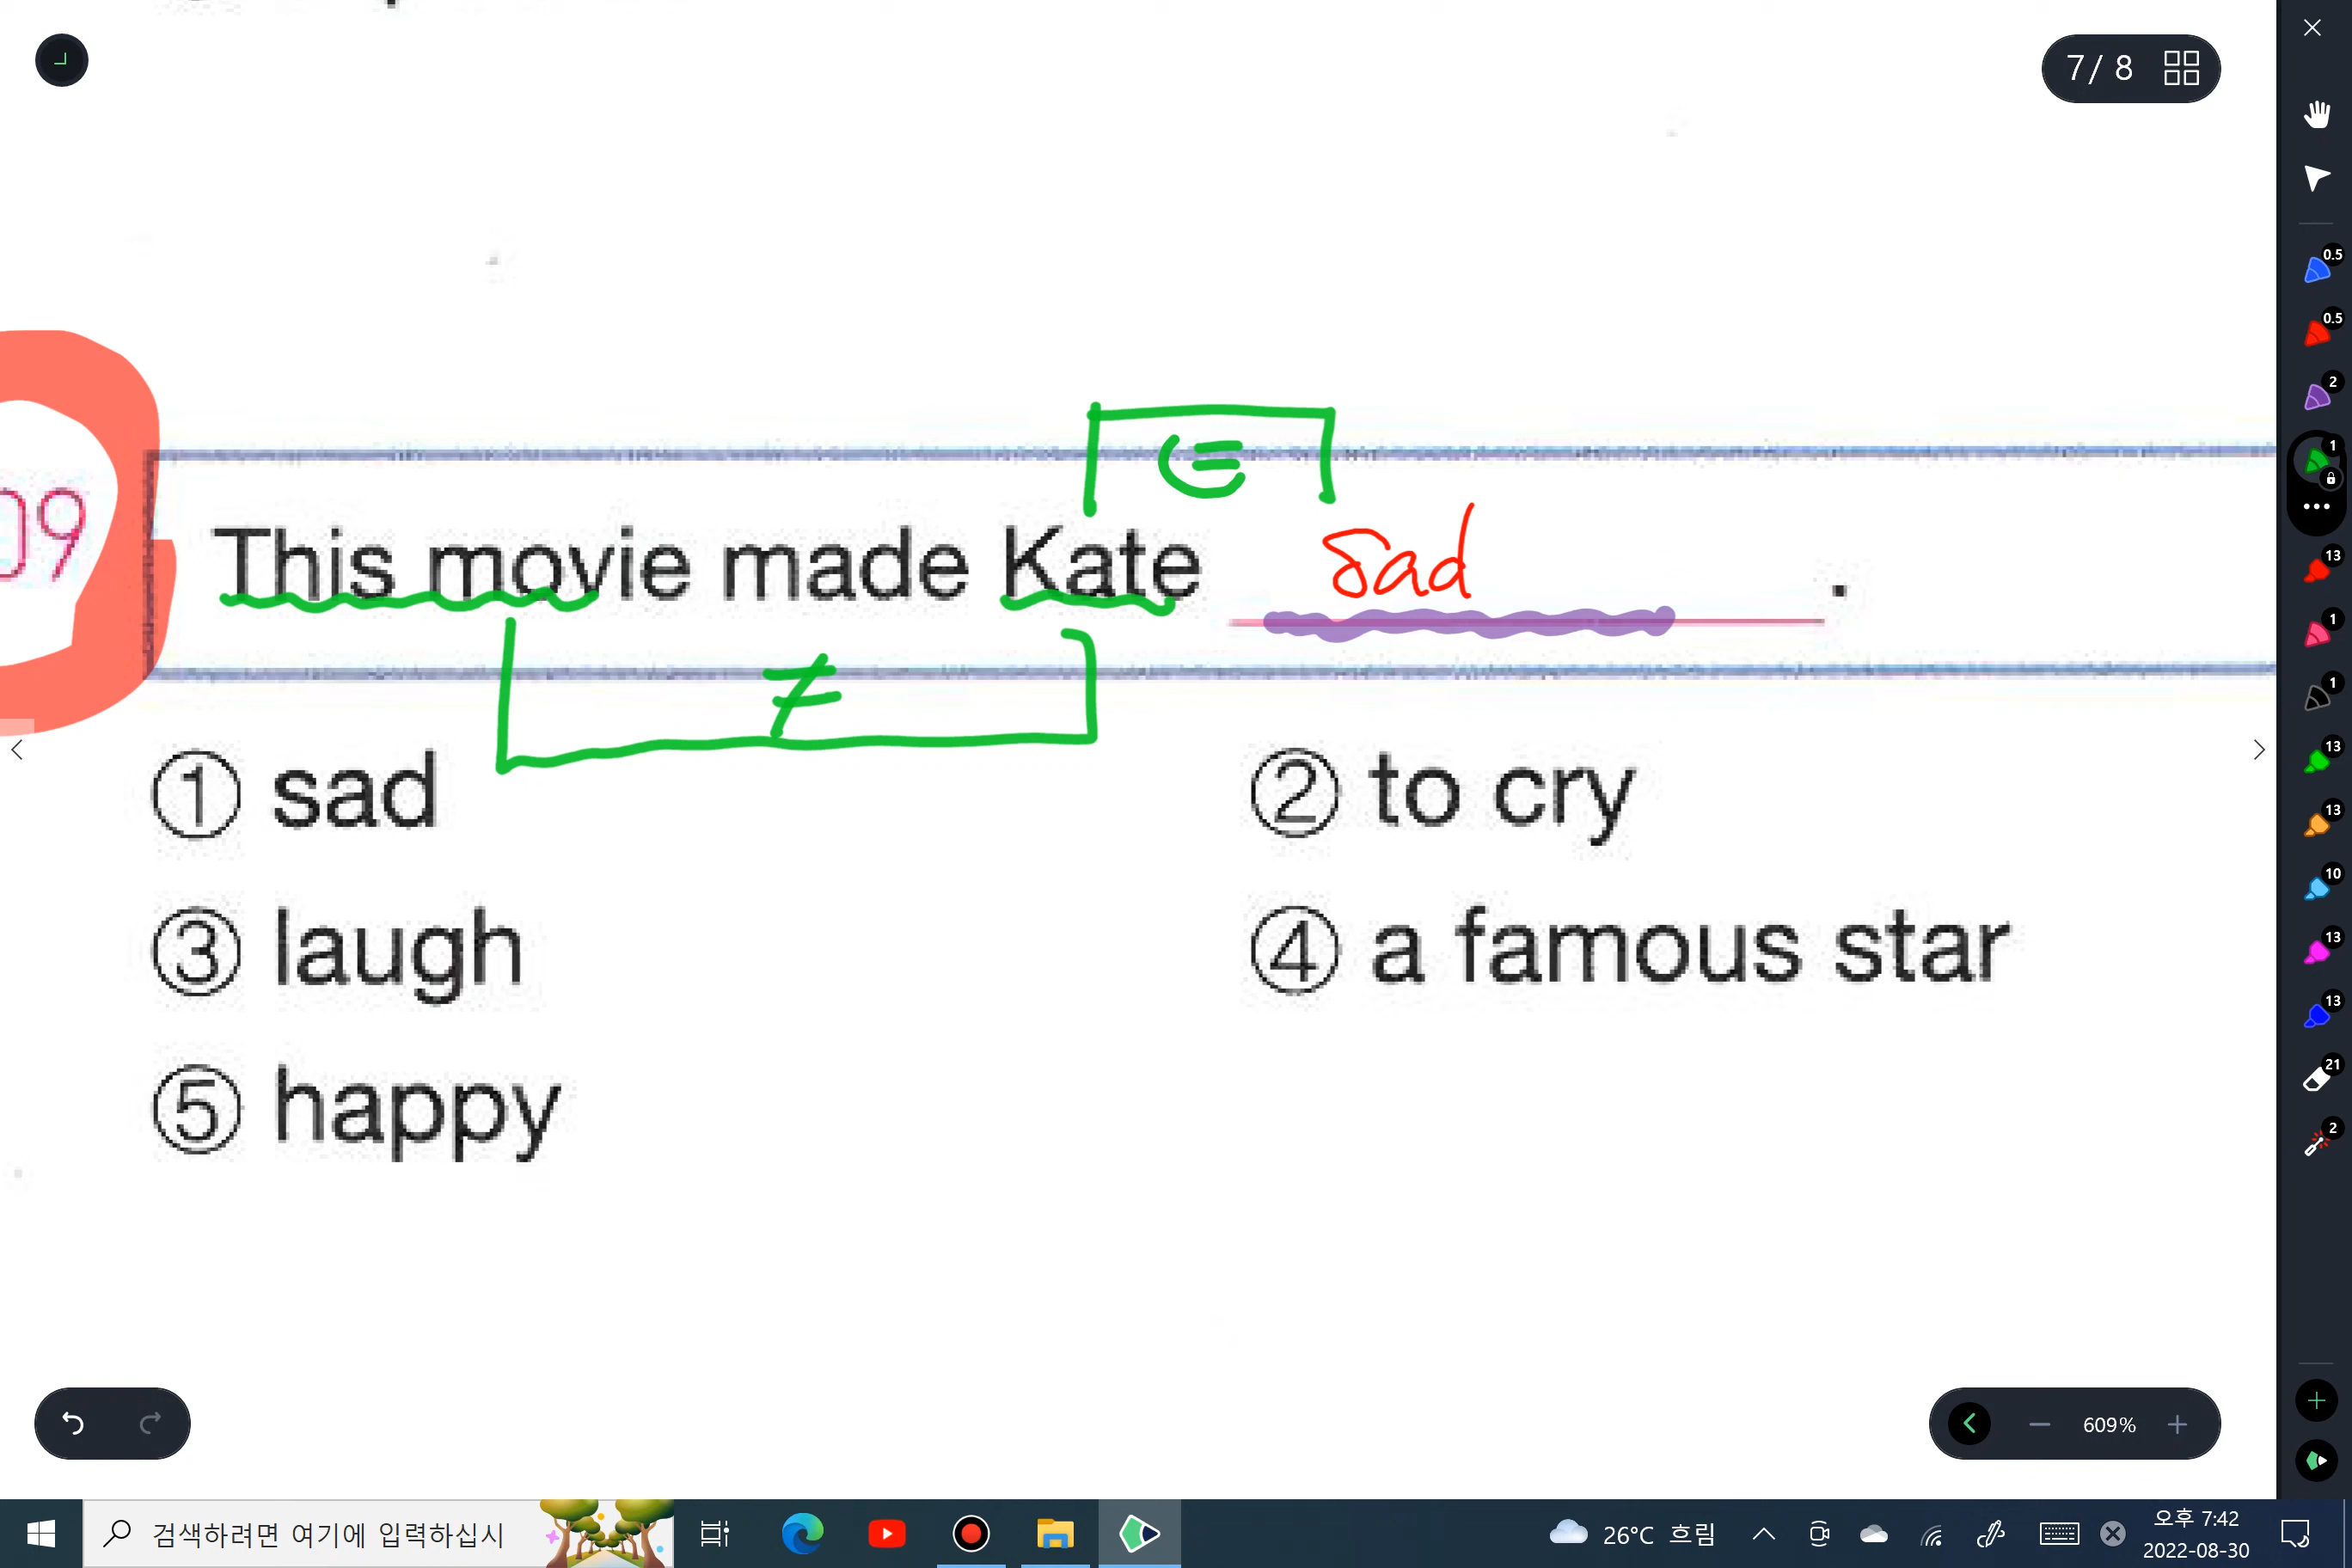 7/ 8
0.5
0.5
2
1
09
This movie made Kate sad .
=
≠
① sad
② to cry
③ laugh
④ a famous star
⑤ happy
13
1
1
13
13
10
13
13
21
2
609%
검색하려면 여기에 입력하십시
26°C 흐림
오후 7:42
2022-08-30